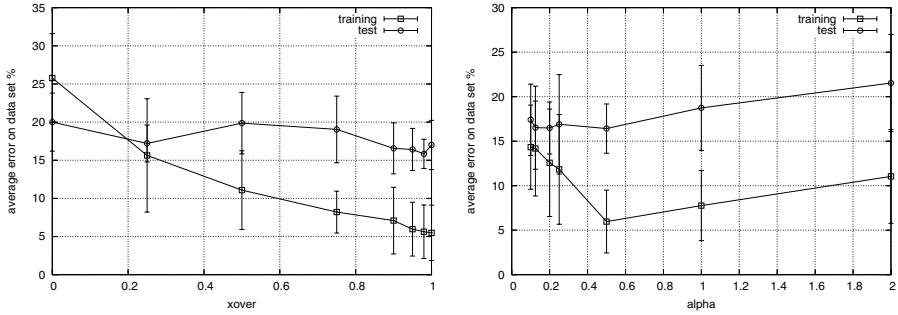 35
30
25
20
15
10
5
0
average error on data set %
training
test
0 0.2 0.4 0.6 0.8 1
xover
30
25
20
15
10
5
0
average error on data set %
training
test
0 0.2 0.4 0.6 0.8 1 1.2 1.4 1.6 1.8 2
alpha